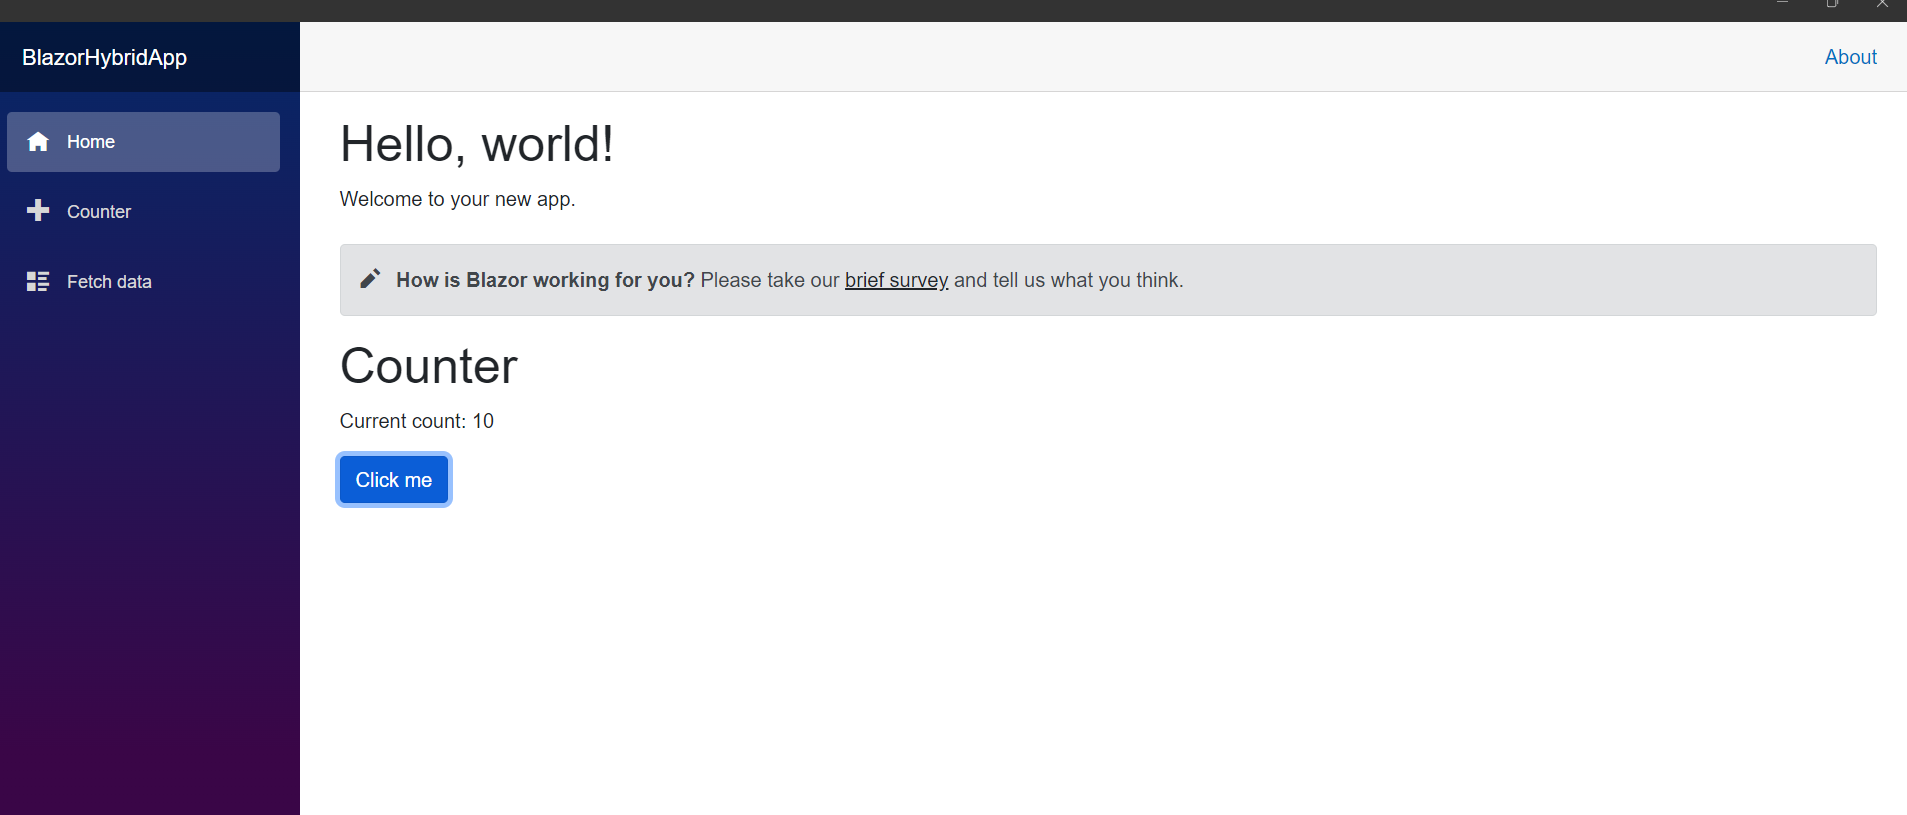 BlazorHybridApp
About
Home
Counter
Fetch data
Hello, world!
Welcome to your new app.
How is Blazor working for you? Please take our brief survey and tell us what you think.
Counter
Current count: 10
Click me